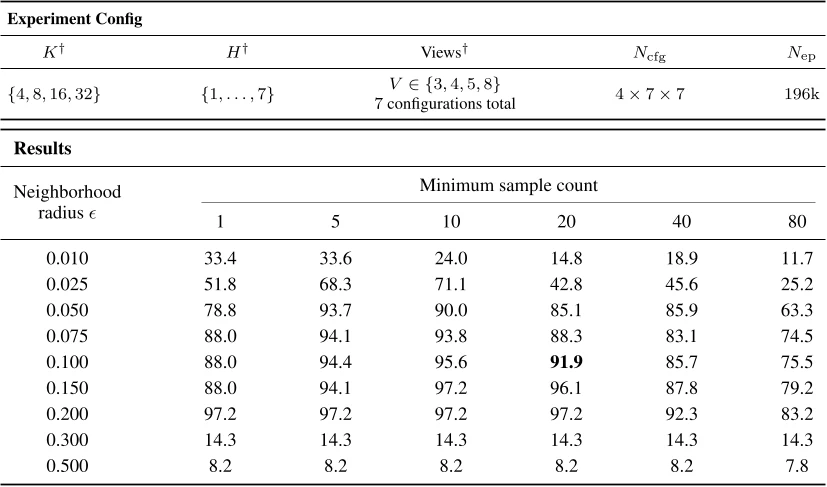 Experiment Config
K† H† Views† N_cfg N_ep
{4, 8, 16, 32} {1, . . . , 7} V ∈ {3, 4, 5, 8} 4 × 7 × 7 196k
7 configurations total
Results
Neighborhood radius ϵ Minimum sample count
1 5 10 20 40 80
0.010 33.4 33.6 24.0 14.8 18.9 11.7
0.025 51.8 68.3 71.1 42.8 45.6 25.2
0.050 78.8 93.7 90.0 85.1 85.9 63.3
0.075 88.0 94.1 93.8 88.3 83.1 74.5
0.100 88.0 94.4 95.6 91.9 85.7 75.5
0.150 88.0 94.1 97.2 96.1 87.8 79.2
0.200 97.2 97.2 97.2 97.2 92.3 83.2
0.300 14.3 14.3 14.3 14.3 14.3 14.3
0.500 8.2 8.2 8.2 8.2 8.2 7.8